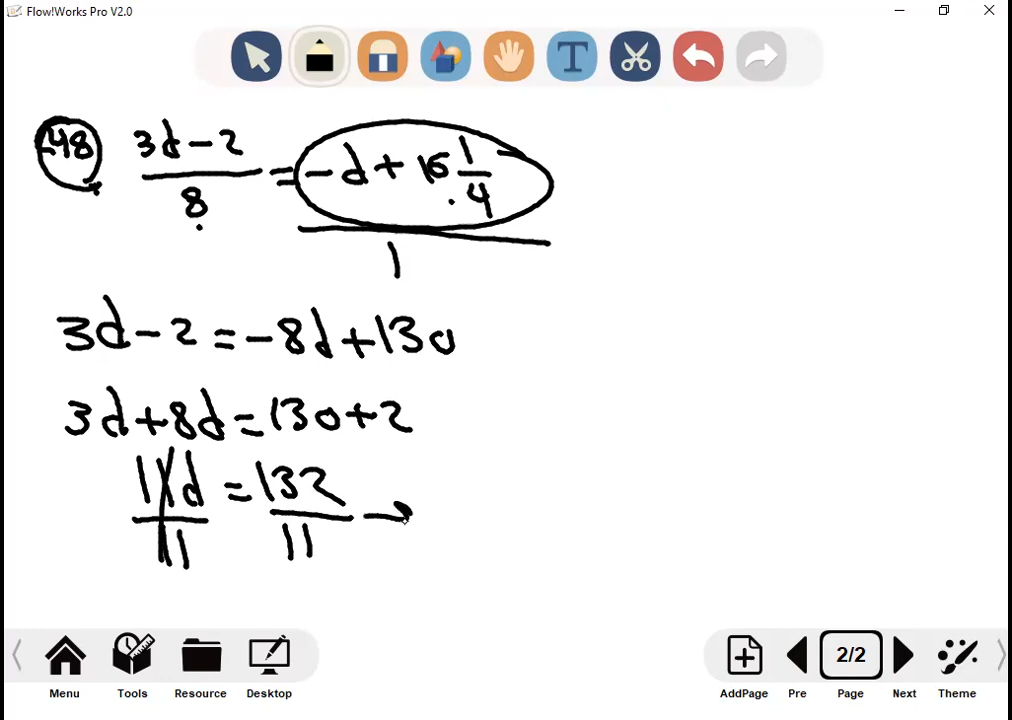 Flow!Works Pro V2.0
48 3d-2/8 = -d+16 1/4 / 1
3d-2=-8d+130
3d+8d=130+2
11d/11 = 132/11 →
Menu Tools Resource Desktop AddPage Pre 2/2 Page Next Theme